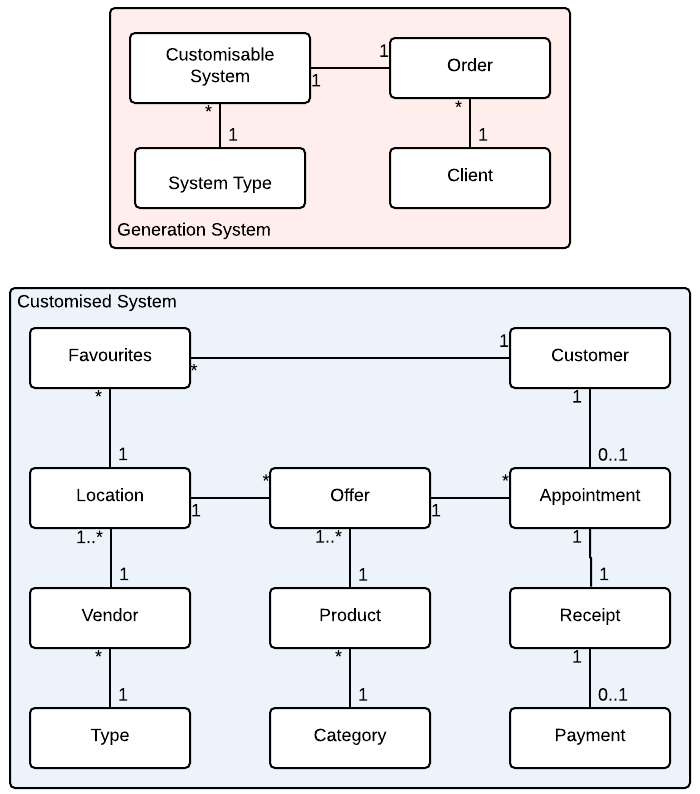 Customisable
System
1
1
Order
*
1
*
1
System Type
Client
Generation System
Customised System
Favourites
*
1
Customer
*
1
1
0..1
Location
1
*
Offer
1
*
Appointment
1..*
1
1..*
1
1
1
Vendor
Product
Receipt
*
1
*
1
1
0..1
Type
Category
Payment